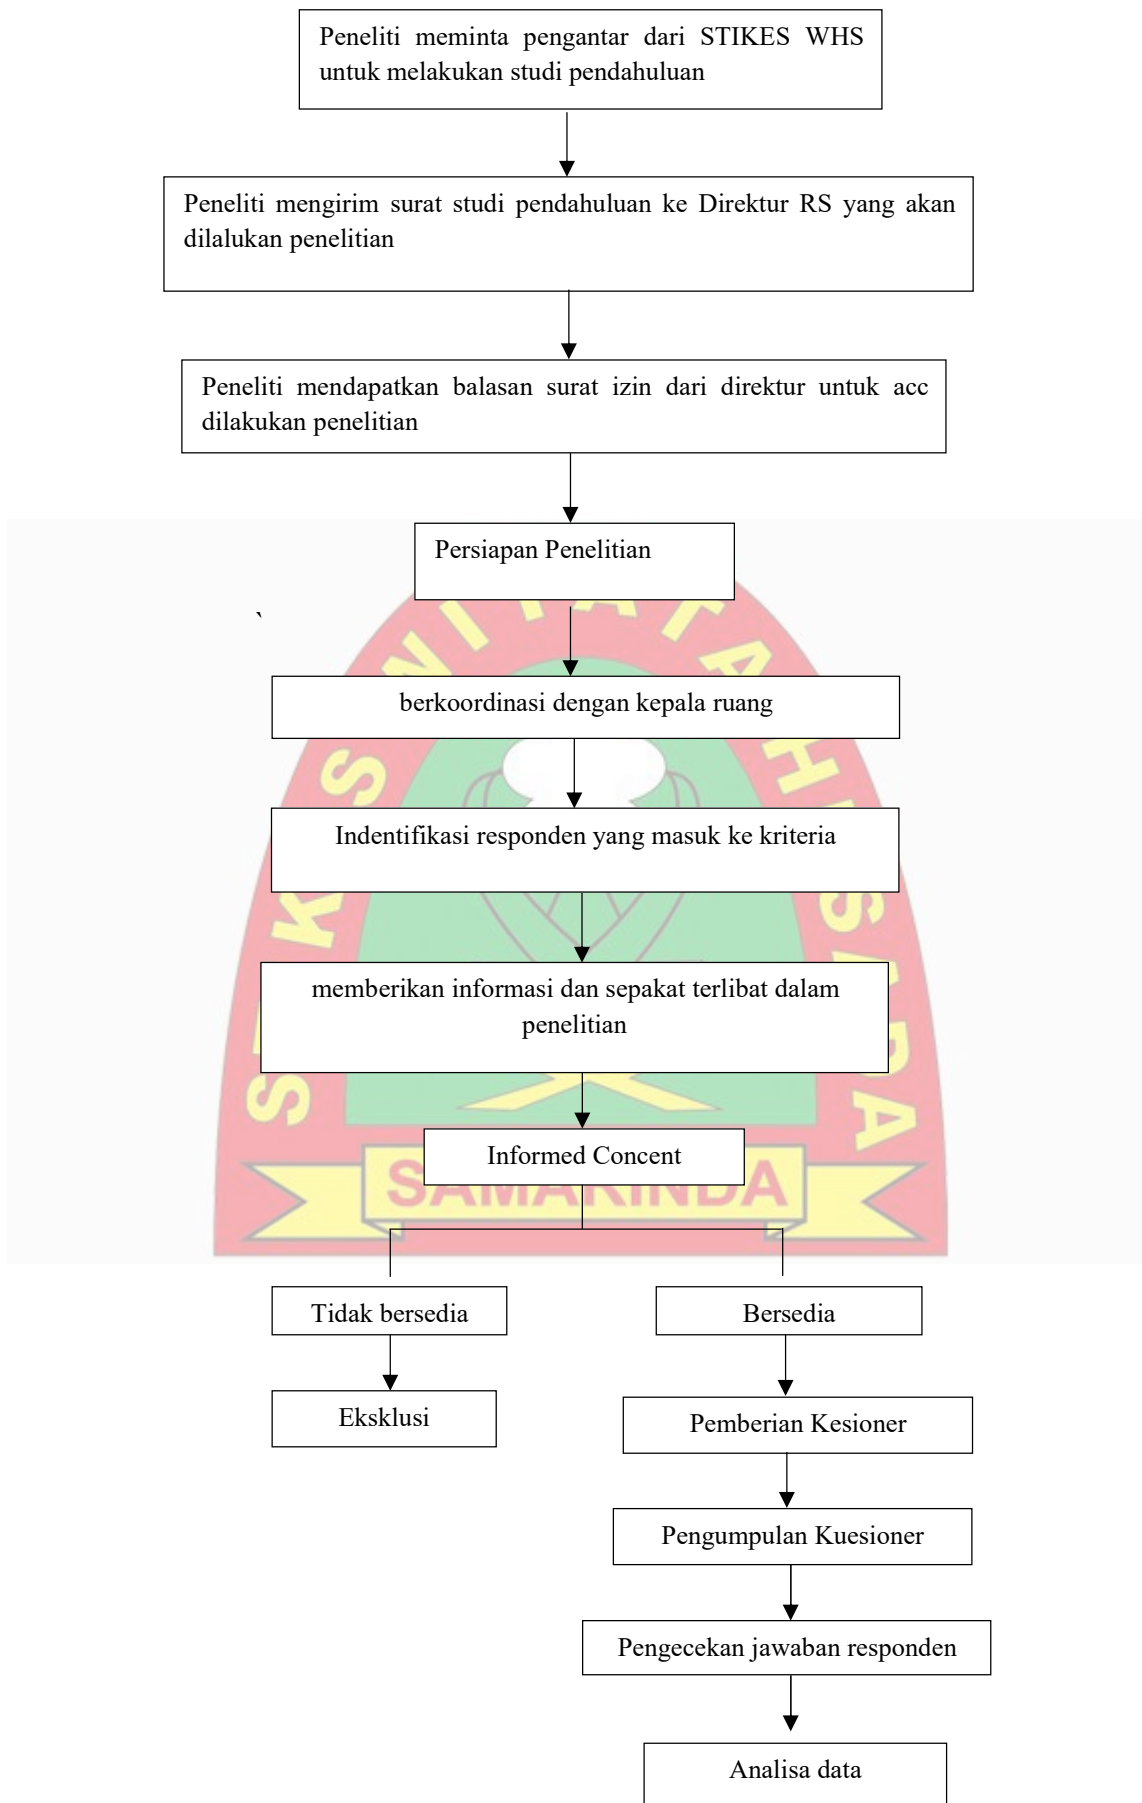 Peneliti meminta pengantar dari STIKES WHS
untuk melakukan studi pendahuluan
Peneliti mengirim surat studi pendahuluan ke Direktur RS yang akan
dilalukan penelitian
Peneliti mendapatkan balasan surat izin dari direktur untuk acc
dilakukan penelitian
Persiapan Penelitian
`
berkoordinasi dengan kepala ruang
Indentifikasi responden yang masuk ke kriteria
memberikan informasi dan sepakat terlibat dalam
penelitian
Informed Concent
SAMARINDA
Tidak bersedia
Bersedia
Eksklusi
Pemberian Kesioner
Pengumpulan Kuesioner
Pengecekan jawaban responden
Analisa data